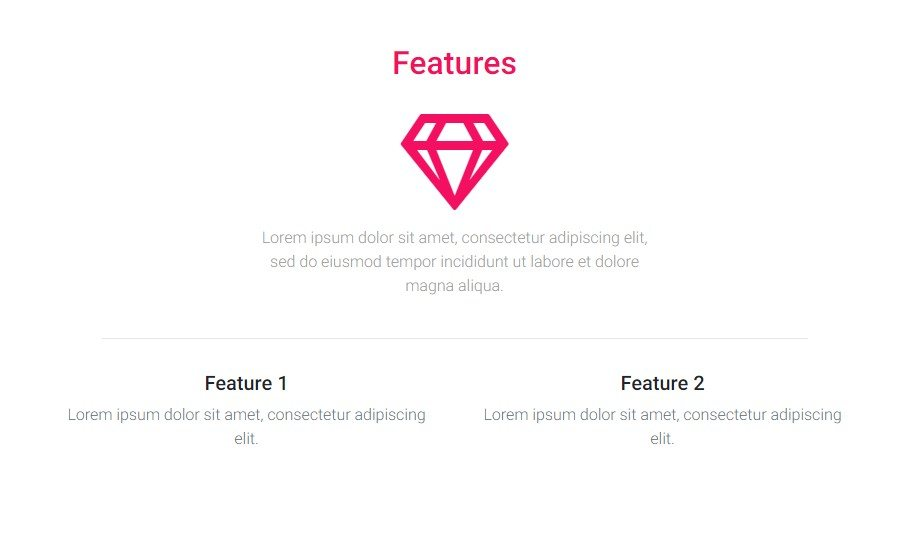 Features
Lorem ipsum dolor sit amet, consectetur adipiscing elit,
sed do eiusmod tempor incididunt ut labore et dolore
magna aliqua.
Feature 1
Lorem ipsum dolor sit amet, consectetur adipiscing
elit.
Feature 2
Lorem ipsum dolor sit amet, consectetur adipiscing
elit.